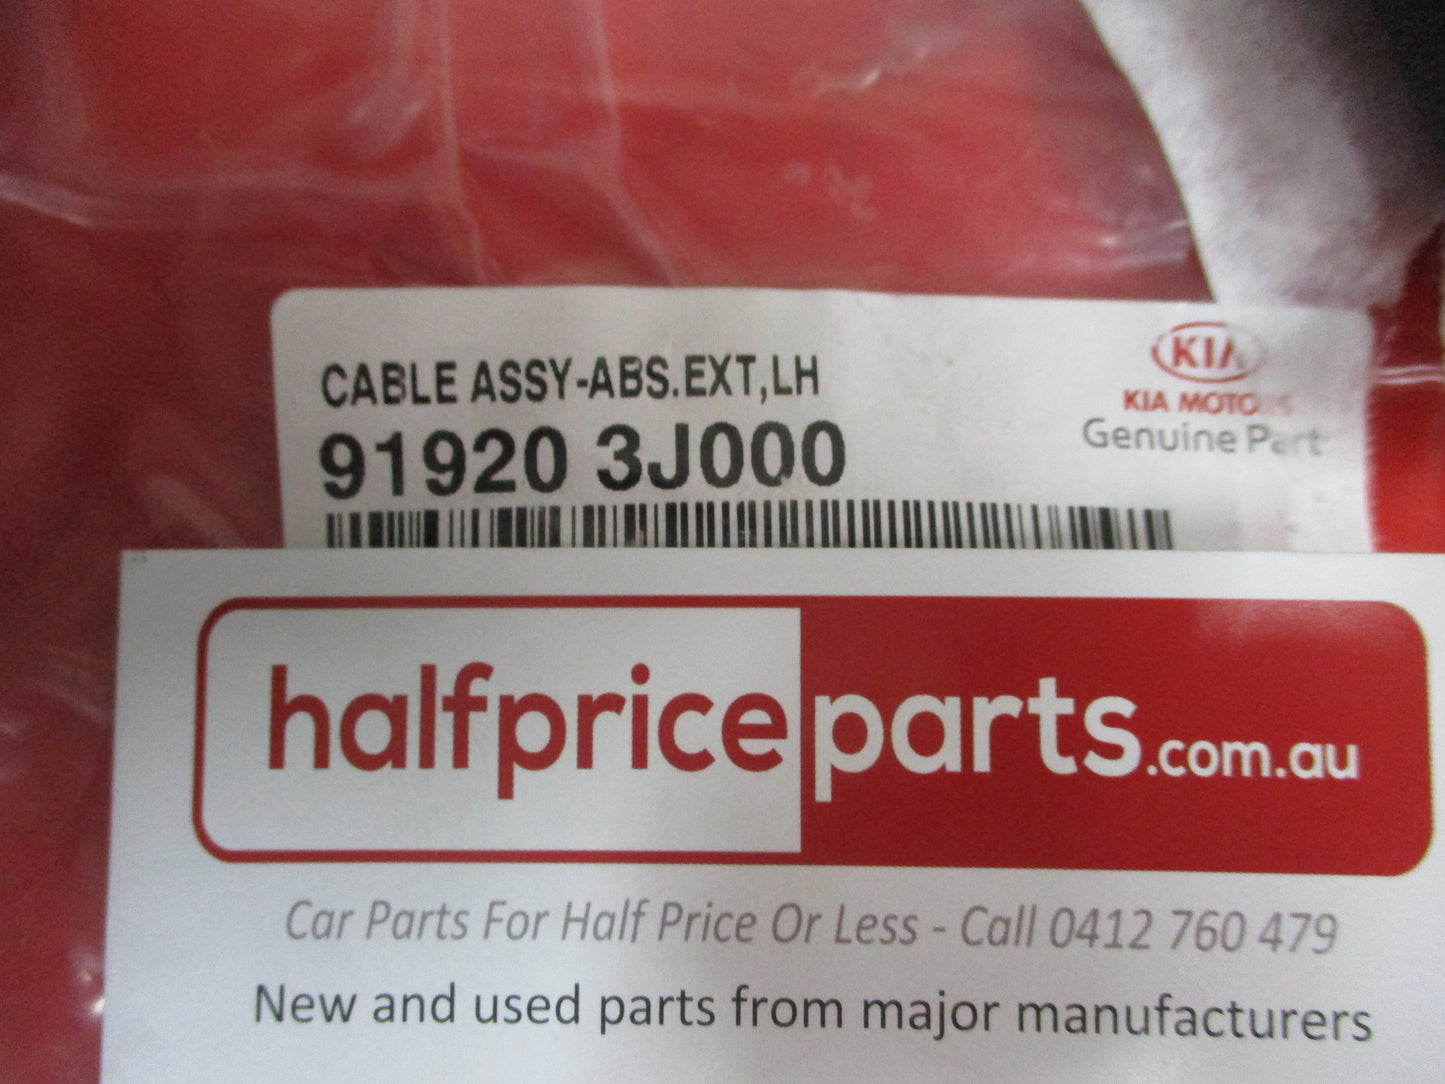 CABLE ASSY-ABS.EXT,LH
91920 3J000
KIA
KIA MOTORS
Genuine Part
halfpriceparts.com.au
Car Parts For Half Price Or Less - Call 0412 760 479
New and used parts from major manufacturers